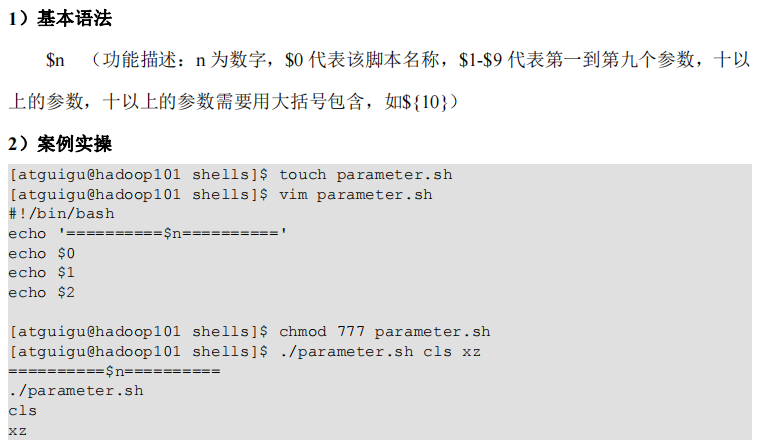 1）基本语法
$n （功能描述：n 为数字，$0 代表该脚本名称，$1-$9 代表第一到第九个参数，十以
上的参数，十以上的参数需要用大括号包含，如${10}）
2）案例实操
[atguigu@hadoop101 shells]$ touch parameter.sh
[atguigu@hadoop101 shells]$ vim parameter.sh
#!/bin/bash
echo '==========$n=========='
echo $0
echo $1
echo $2
[atguigu@hadoop101 shells]$ chmod 777 parameter.sh
[atguigu@hadoop101 shells]$ ./parameter.sh cls xz
==========$n==========
./parameter.sh
cls
xz